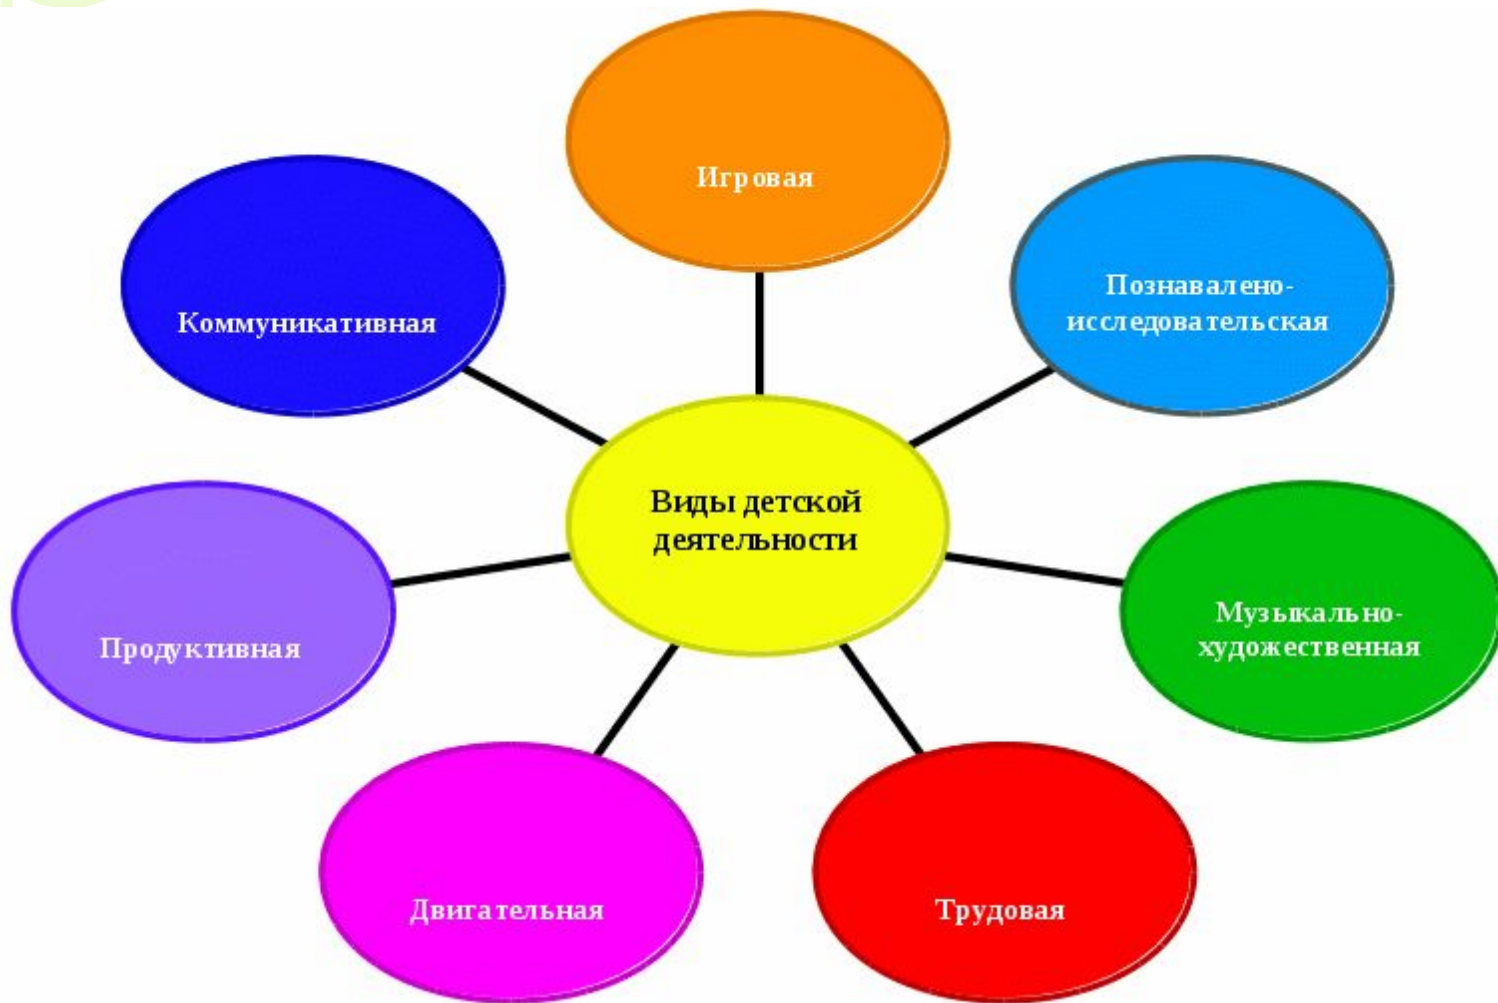 Игровая
Познавалено-
исследовательская
Коммуникативная
Виды детской
деятельности
Музыкально-
художественная
Продуктивная
Двигательная
Трудовая